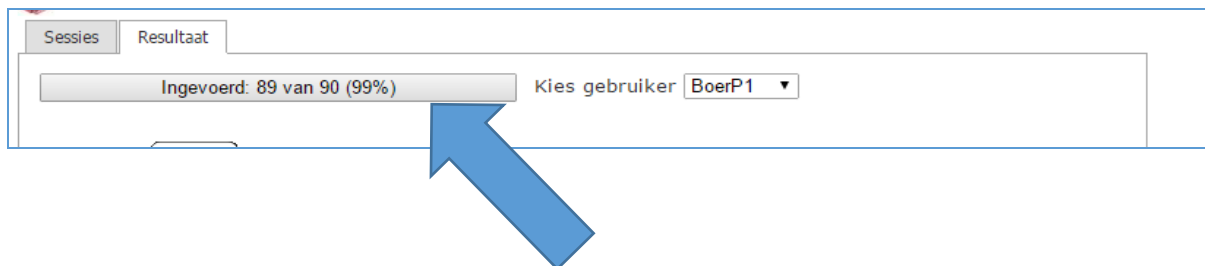 Sessies Resultaat
Ingevoerd: 89 van 90 (99%) Kies gebruiker BoerP1